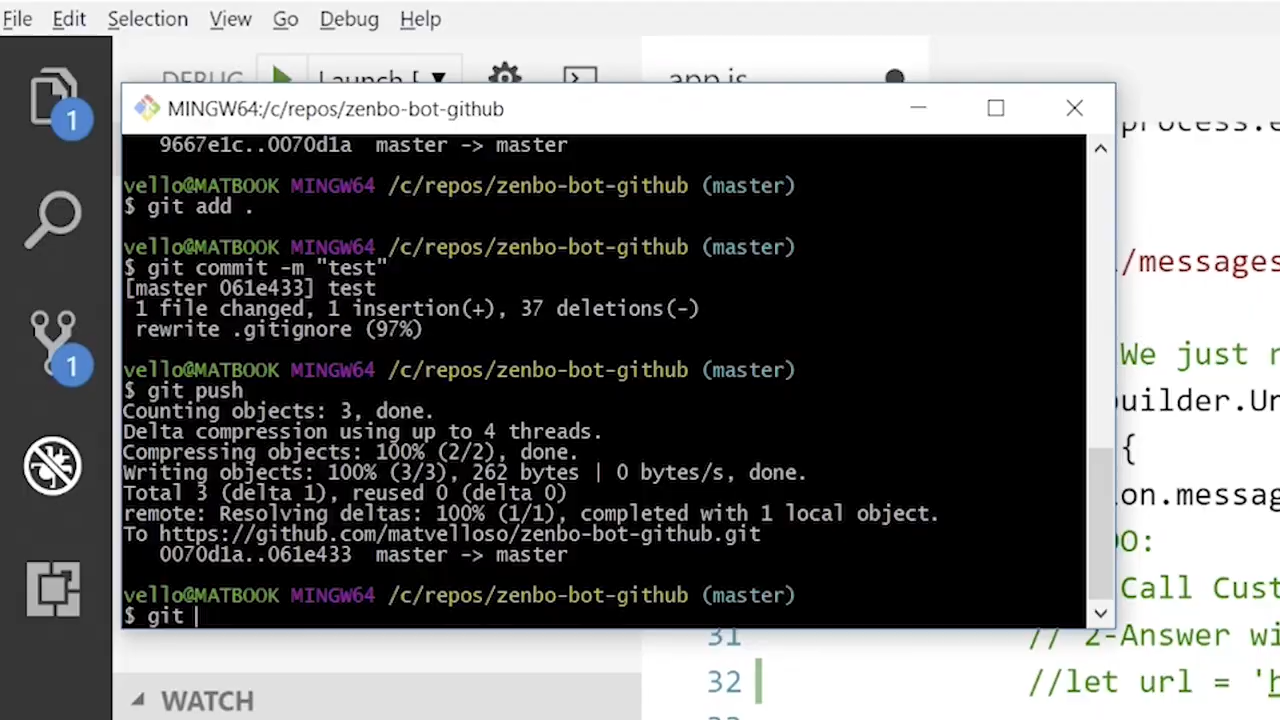 File Edit Selection View Go Debug Help
DEBUG Launch [
app.js
MINGW64:/c/repos/zenbo-bot-github
9667e1c..0070d1a master -> master
vello@MATBOOK MINGW64 /c/repos/zenbo-bot-github (master)
$ git add .
vello@MATBOOK MINGW64 /c/repos/zenbo-bot-github (master)
$ git commit -m "test"
[master 061e433] test
1 file changed, 1 insertion(+), 37 deletions(-)
rewrite .gitignore (97%)
vello@MATBOOK MINGW64 /c/repos/zenbo-bot-github (master)
$ git push
Counting objects: 3, done.
Delta compression using up to 4 threads.
Compressing objects: 100% (2/2), done.
Writing objects: 100% (3/3), 262 bytes | 0 bytes/s, done.
Total 3 (delta 1), reused 0 (delta 0)
remote: Resolving deltas: 100% (1/1), completed with 1 local object.
To https://github.com/matvelloso/zenbo-bot-github.git
0070d1a..061e433 master -> master
vello@MATBOOK MINGW64 /c/repos/zenbo-bot-github (master)
$ git
1
1
process.e
/messages
We just r
builder.Un
{
on.messag
O:
Call Cust
31 // 2-Answer wi
32 //let url = 'h
WATCH